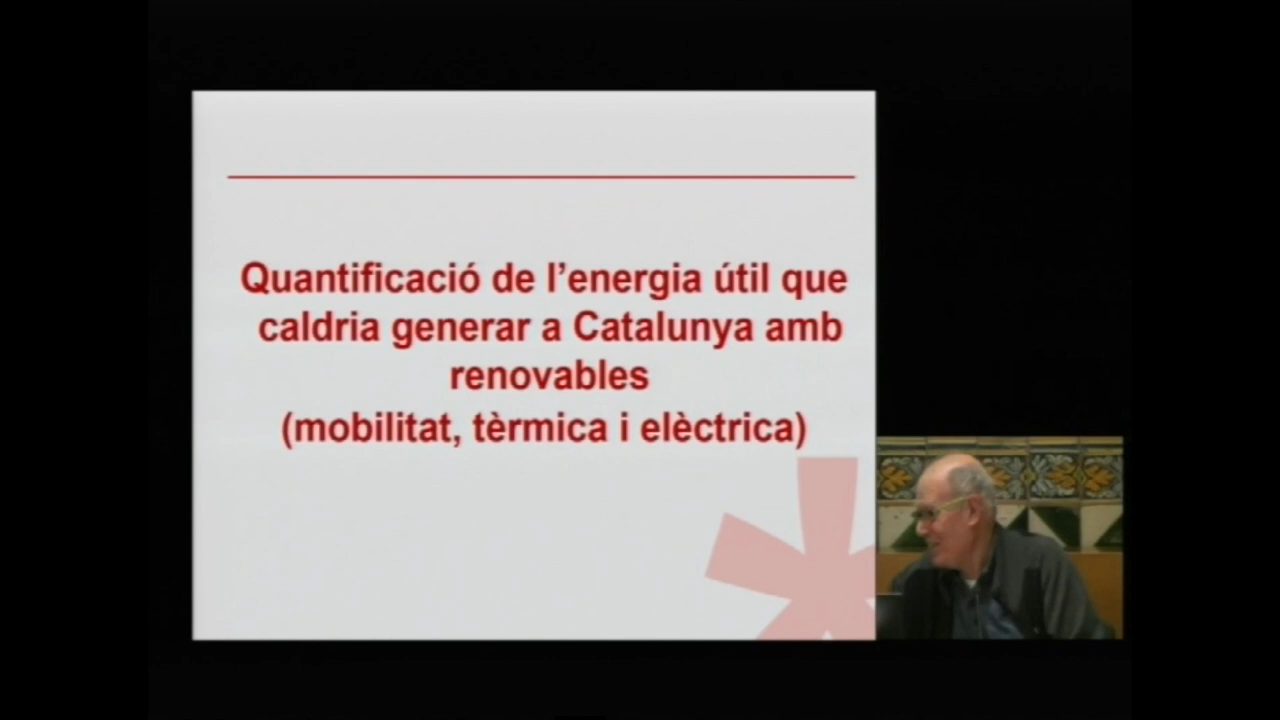 Quantificació de l’energia útil que
caldria generar a Catalunya amb
renovables
(mobilitat, tèrmica i elèctrica)